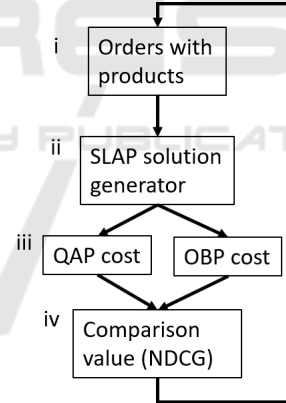 i
Orders with
products
ii
SLAP solution
generator
iii
QAP cost
OBP cost
iv
Comparison
value (NDCG)